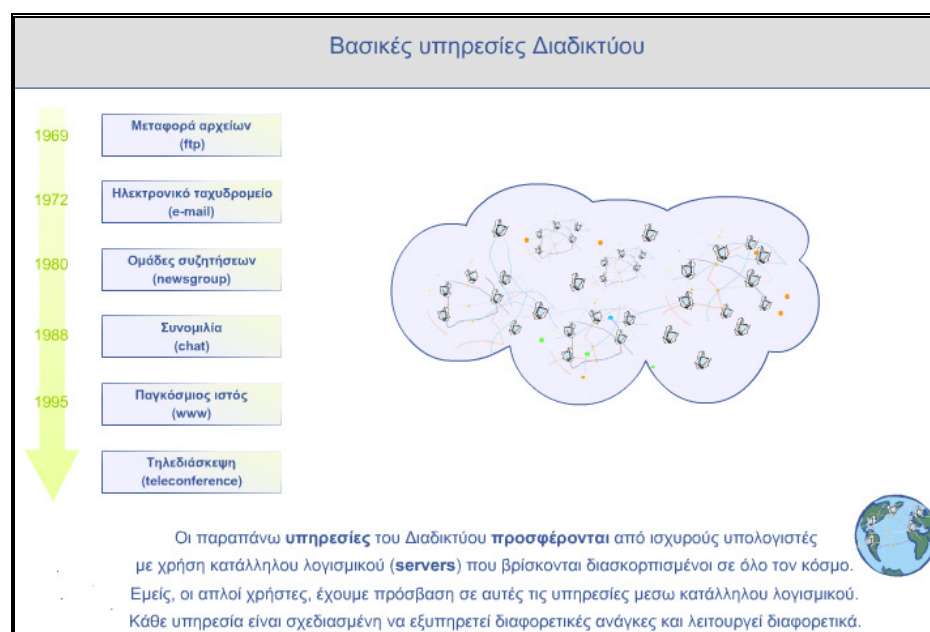 Βασικές υπηρεσίες Διαδικτύου
1969
Μεταφορά αρχείων
(ftp)
1972
Ηλεκτρονικό ταχυδρομείο
(e-mail)
1980
Ομάδες συζητήσεων
(newsgroup)
1988
Συνομιλία
(chat)
1995
Παγκόσμιος ιστός
(www)
Τηλεδιάσκεψη
(teleconference)
Οι παραπάνω υπηρεσίες του Διαδικτύου προσφέρονται από ισχυρούς υπολογιστές
με χρήση κατάλληλου λογισμικού (servers) που βρίσκονται διασκορπισμένοι σε όλο τον κόσμο.
Εμείς, οι απλοί χρήστες, έχουμε πρόσβαση σε αυτές τις υπηρεσίες μεσω κατάλληλου λογισμικού.
Κάθε υπηρεσία είναι σχεδιασμένη να εξυπηρετεί διαφορετικές ανάγκες και λειτουργεί διαφορετικά.